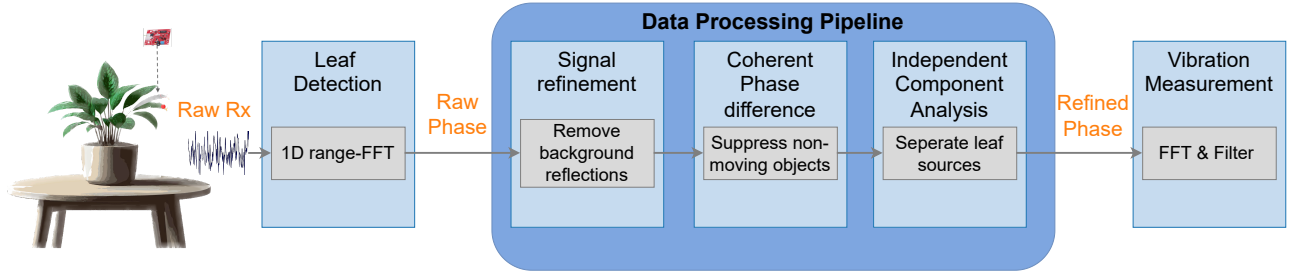 Data Processing Pipeline
Raw Rx
Leaf
Detection
1D range-FFT
Raw
Phase
Signal
refinement
Remove
background
reflections
Coherent
Phase
difference
Suppress non-
moving objects
Independent
Component
Analysis
Seperate leaf
sources
Refined
Phase
Vibration
Measurement
FFT & Filter